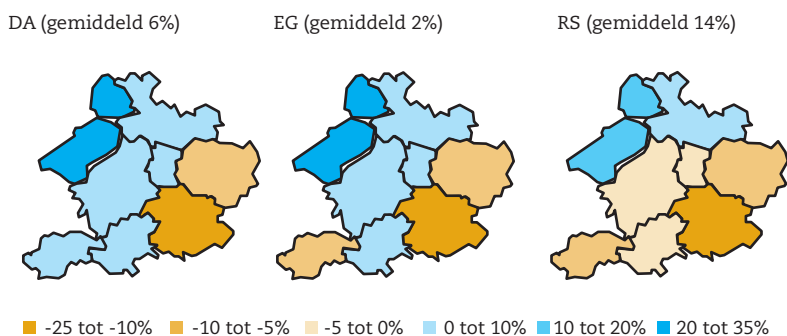 DA (gemiddeld 6%) EG (gemiddeld 2%) RS (gemiddeld 14%)
-25 tot -10% -10 tot -5% -5 tot 0% 0 tot 10% 10 tot 20% 20 tot 35%